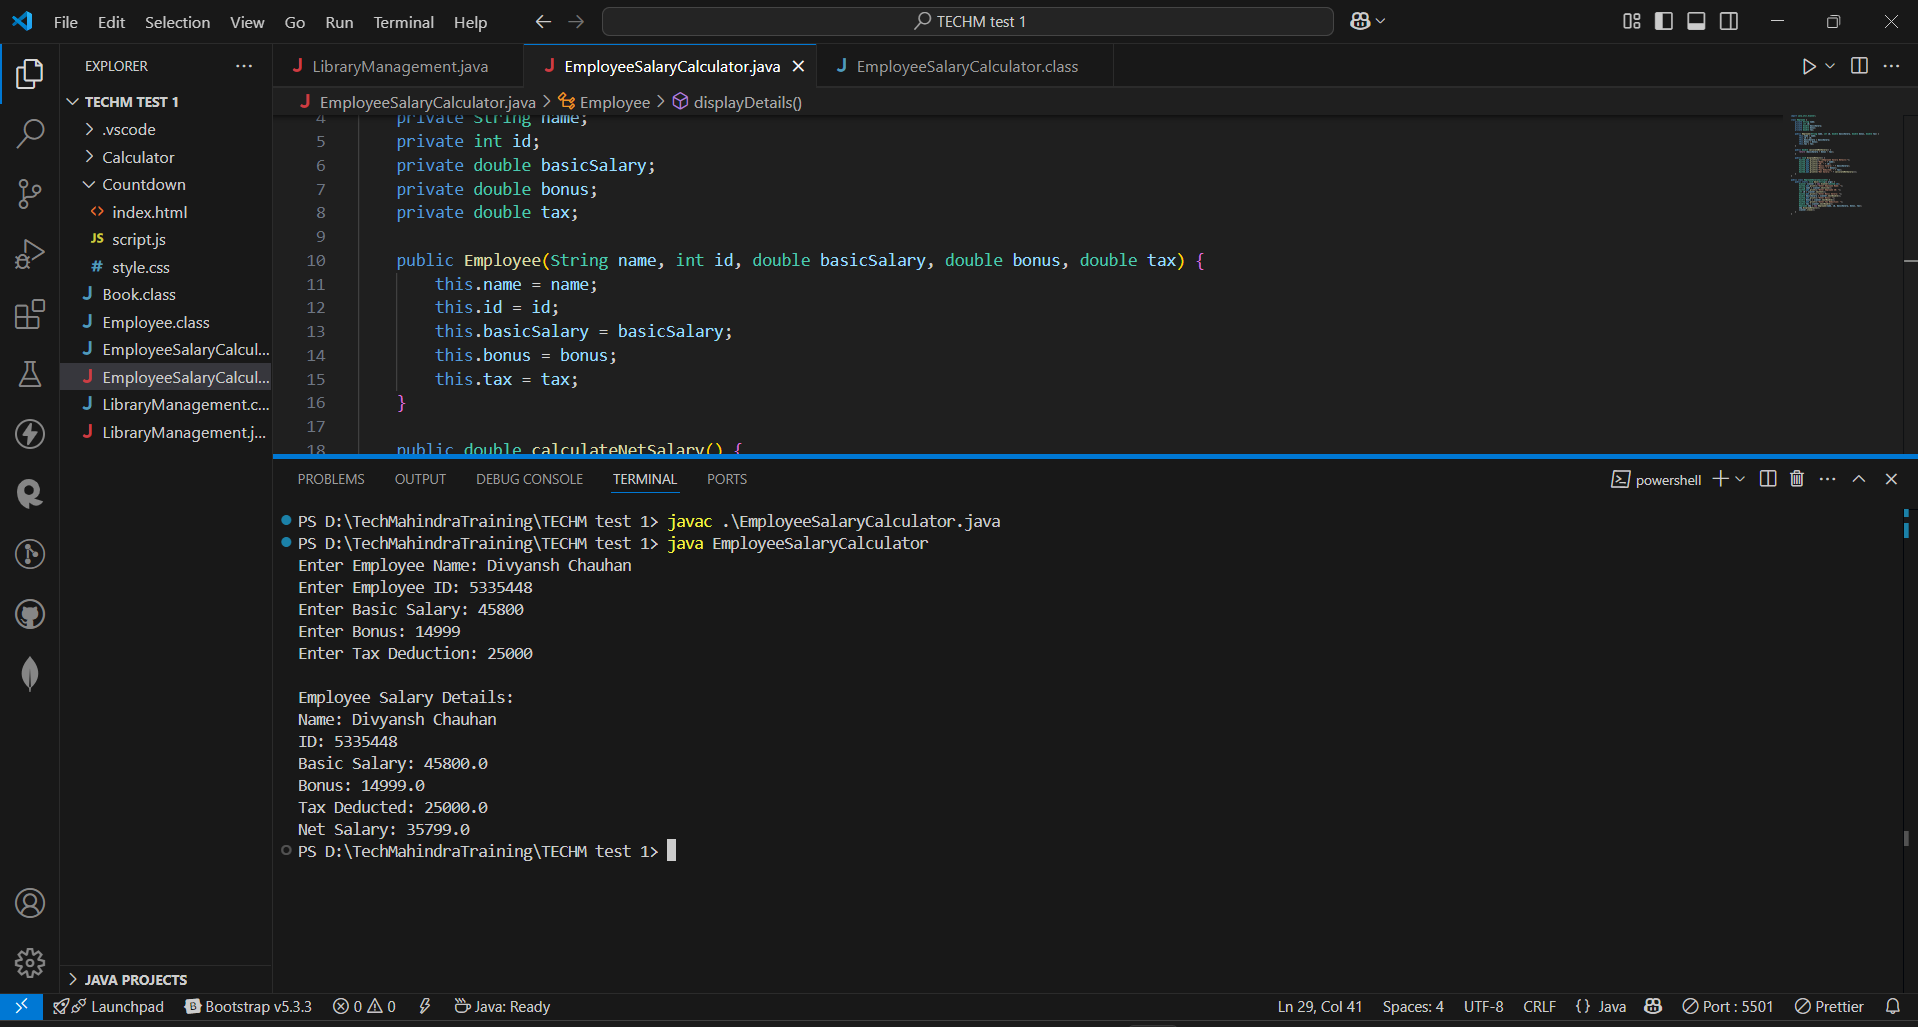 File Edit Selection View Go Run Terminal Help
TECHM test 1
EXPLORER
TECHM TEST 1
.vscode
Calculator
Countdown
<> index.html
JS script.js
# style.css
J Book.class
J Employee.class
J EmployeeSalaryCalcul...
J EmployeeSalaryCalcul...
J LibraryManagement.c...
J LibraryManagement.j...
JAVA PROJECTS
J LibraryManagement.java
J EmployeeSalaryCalculator.java
J EmployeeSalaryCalculator.class
J EmployeeSalaryCalculator.java > Employee > displayDetails()
4 private String name;
5 private int id;
6 private double basicSalary;
7 private double bonus;
8 private double tax;
9
10 public Employee(String name, int id, double basicSalary, double bonus, double tax) {
11 this.name = name;
12 this.id = id;
13 this.basicSalary = basicSalary;
14 this.bonus = bonus;
15 this.tax = tax;
16 }
17
18 public double calculateNetSalary() {
PROBLEMS OUTPUT DEBUG CONSOLE TERMINAL PORTS
powershell
PS D:\TechMahindraTraining\TECHM test 1> javac .\EmployeeSalaryCalculator.java
PS D:\TechMahindraTraining\TECHM test 1> java EmployeeSalaryCalculator
Enter Employee Name: Divyansh Chauhan
Enter Employee ID: 5335448
Enter Basic Salary: 45800
Enter Bonus: 14999
Enter Tax Deduction: 25000
Employee Salary Details:
Name: Divyansh Chauhan
ID: 5335448
Basic Salary: 45800.0
Bonus: 14999.0
Tax Deducted: 25000.0
Net Salary: 35799.0
PS D:\TechMahindraTraining\TECHM test 1>
Launchpad B Bootstrap v5.3.3 0 0 Java: Ready
Ln 29, Col 41 Spaces: 4 UTF-8 CRLF {} Java Port : 5501 Prettier